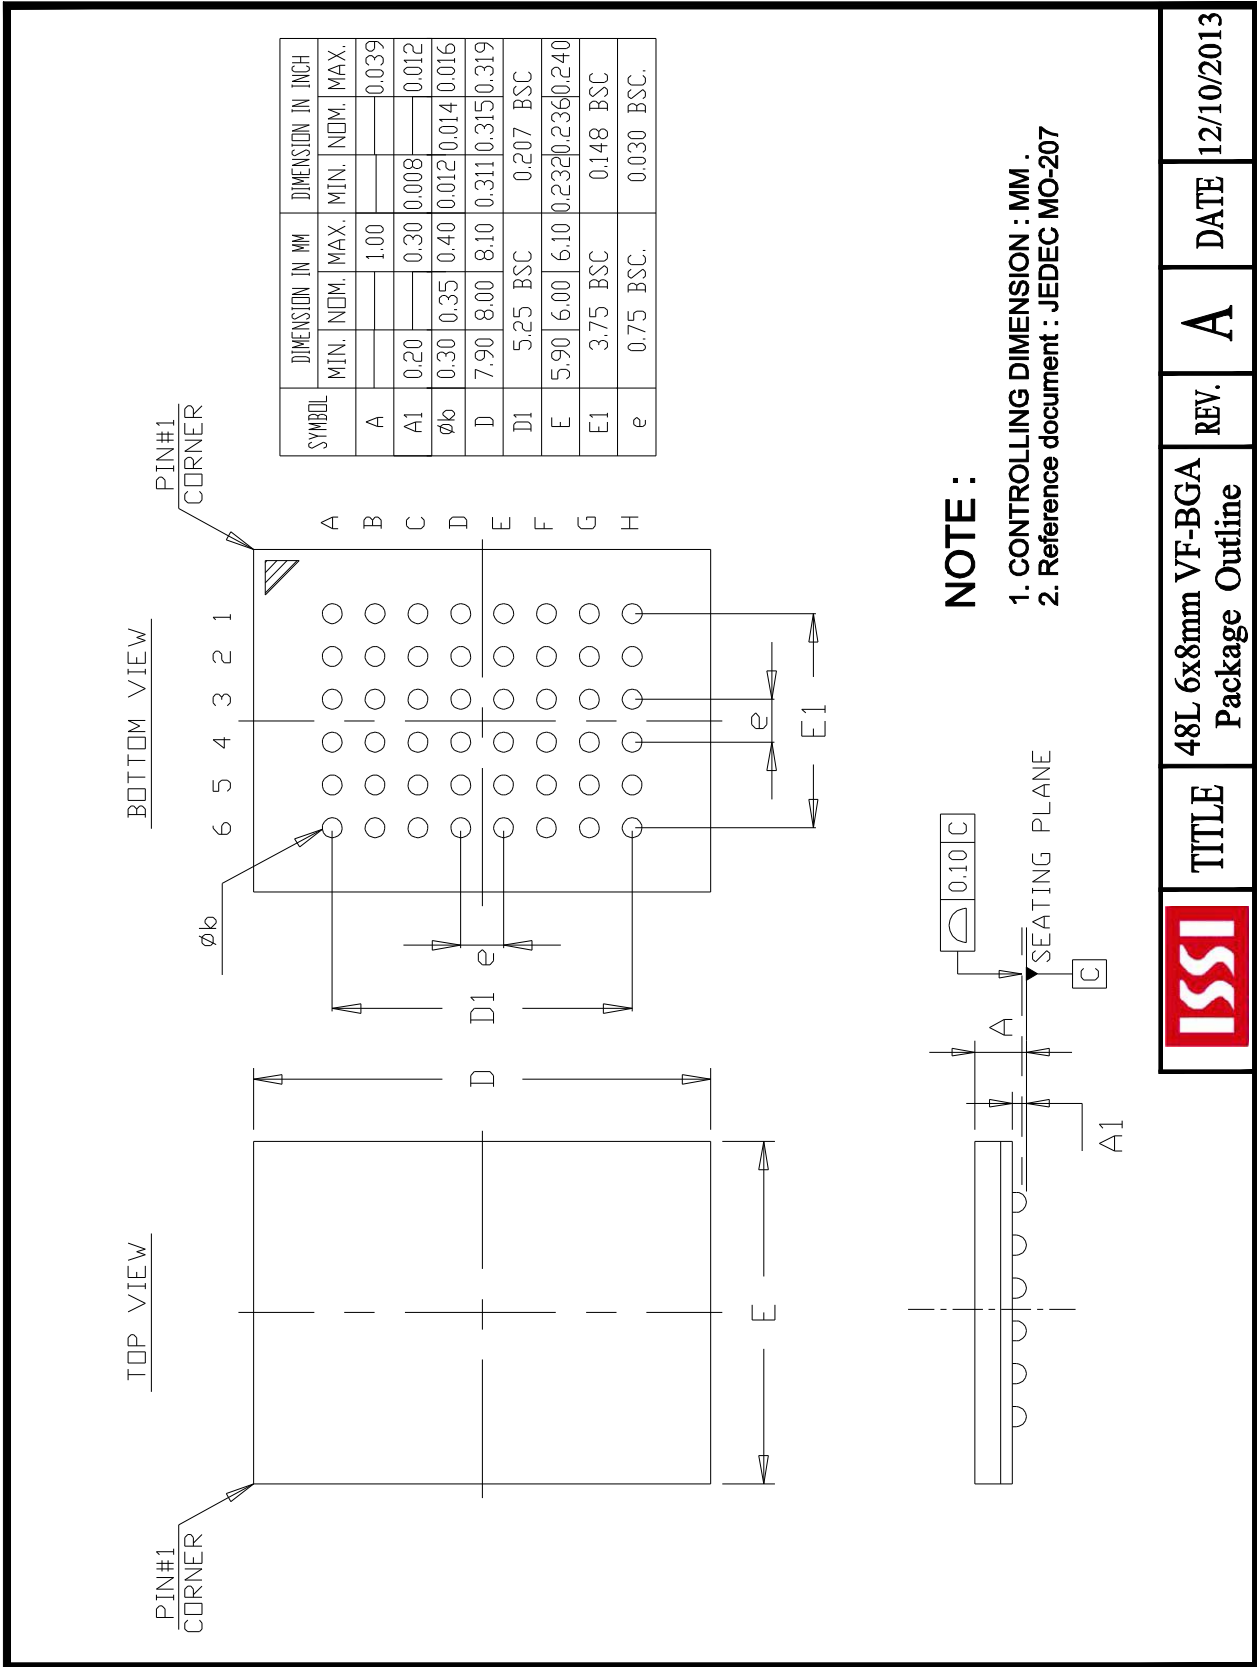 TOP VIEW
BOTTOM VIEW
PIN#1
CORNER
PIN#1
CORNER
Øb
6 5 4 3 2 1
A
B
C
D
E
F
G
H
D
D1
e
e
E1
E
SYMBOL DIMENSION IN MM DIMENSION IN INCH
MIN. NOM. MAX. MIN. NOM. MAX.
A 1.00 0.039
A1 0.20 0.30 0.008 0.012
Øb 0.30 0.35 0.40 0.012 0.014 0.016
D 7.90 8.00 8.10 0.311 0.315 0.319
D1 5.25 BSC 0.207 BSC
E 5.90 6.00 6.10 0.232 0.236 0.240
E1 3.75 BSC 0.148 BSC
e 0.75 BSC. 0.030 BSC.
A
A1
0.10 C
SEATING PLANE
C
NOTE :
1. CONTROLLING DIMENSION : MM .
2. Reference document : JEDEC MO-207
ISSI
TITLE
48L 6x8mm VF-BGA
Package Outline
REV.
A
DATE
12/10/2013